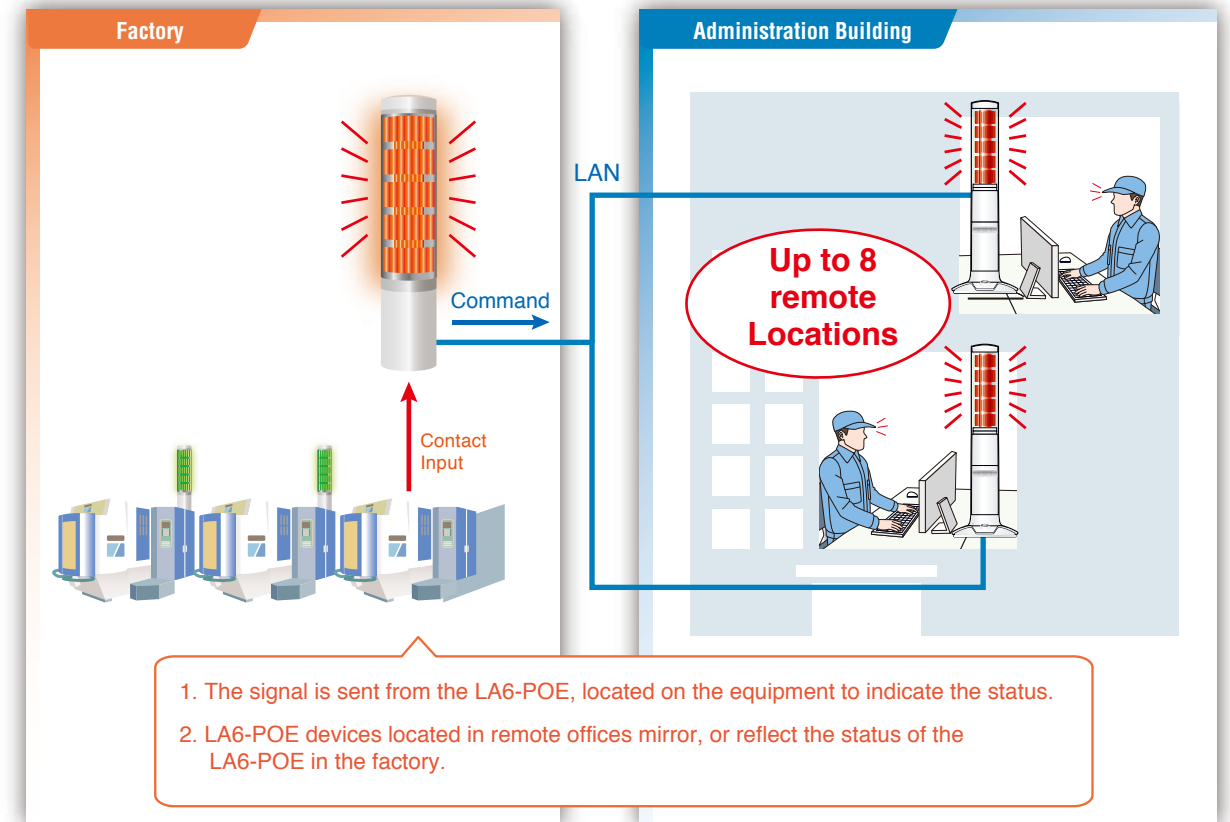 Factory
Administration Building
LAN
Up to 8
remote
Locations
Command
Contact
Input
1. The signal is sent from the LA6-POE, located on the equipment to indicate the status.
2. LA6-POE devices located in remote offices mirror, or reflect the status of the
LA6-POE in the factory.